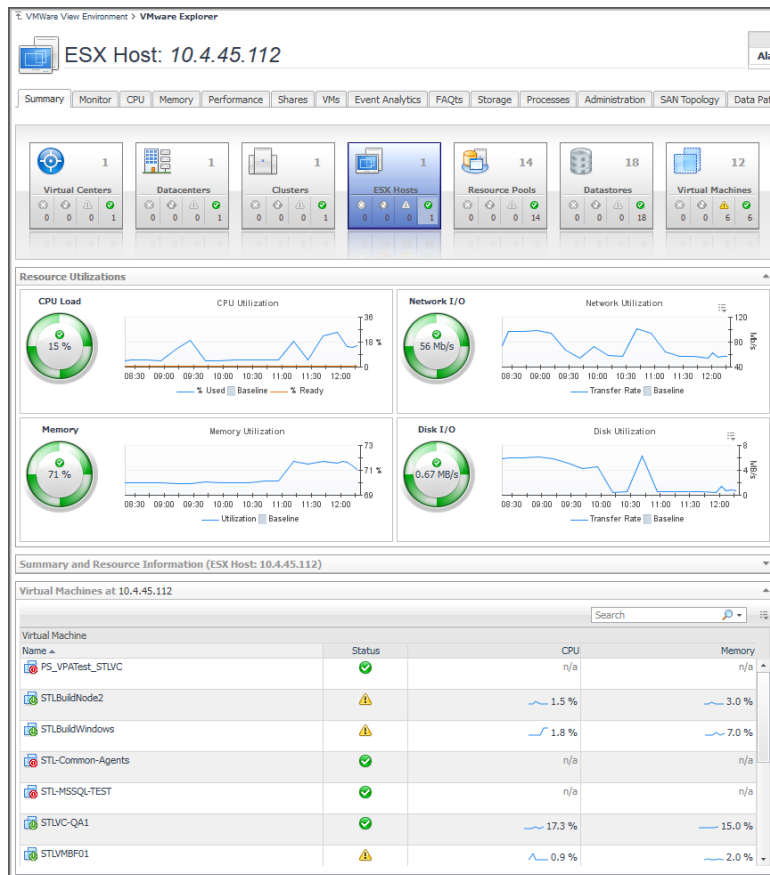 VMWare View Environment > VMware Explorer
ESX Host: 10.4.45.112
Ala
Summary Monitor CPU Memory Performance Shares VMs Event Analytics FAQts Storage Processes Administration SAN Topology Data Pat
1 1 1 1 14 18 12
Virtual Centers Datacenters Clusters ESX Hosts Resource Pools Datastores Virtual Machines
0 0 0 1 0 0 0 1 0 0 0 1 0 0 0 1 0 0 0 14 0 0 0 18 0 0 6 6
Resource Utilizations
CPU Load
15 %
CPU Utilization
38
18 %
0
08:30 09:00 09:30 10:00 10:30 11:00 11:30 12:00
% Used Baseline % Ready
Network I/O
56 Mb/s
Network Utilization
120
80 Mb/s
40
08:30 09:00 09:30 10:00 10:30 11:00 11:30 12:00
Transfer Rate Baseline
Memory
71 %
Memory Utilization
73
71 %
69
08:30 09:00 09:30 10:00 10:30 11:00 11:30 12:00
Utilization Baseline
Disk I/O
0.67 MB/s
Disk Utilization
8
4 MB/s
0
08:30 09:00 09:30 10:00 10:30 11:00 11:30 12:00
Transfer Rate Baseline
Summary and Resource Information (ESX Host: 10.4.45.112)
Virtual Machines at 10.4.45.112
Search
Virtual Machine
Name Status CPU Memory
PS_VPATest_STLVC n/a n/a
STLBuildNode2 1.5 % 3.0 %
STLBuildWindows 1.8 % 7.0 %
STL-Common-Agents n/a n/a
STL-MSSQL-TEST n/a n/a
STLVC-QA1 17.3 % 15.0 %
STLVMBF01 0.9 % 2.0 %